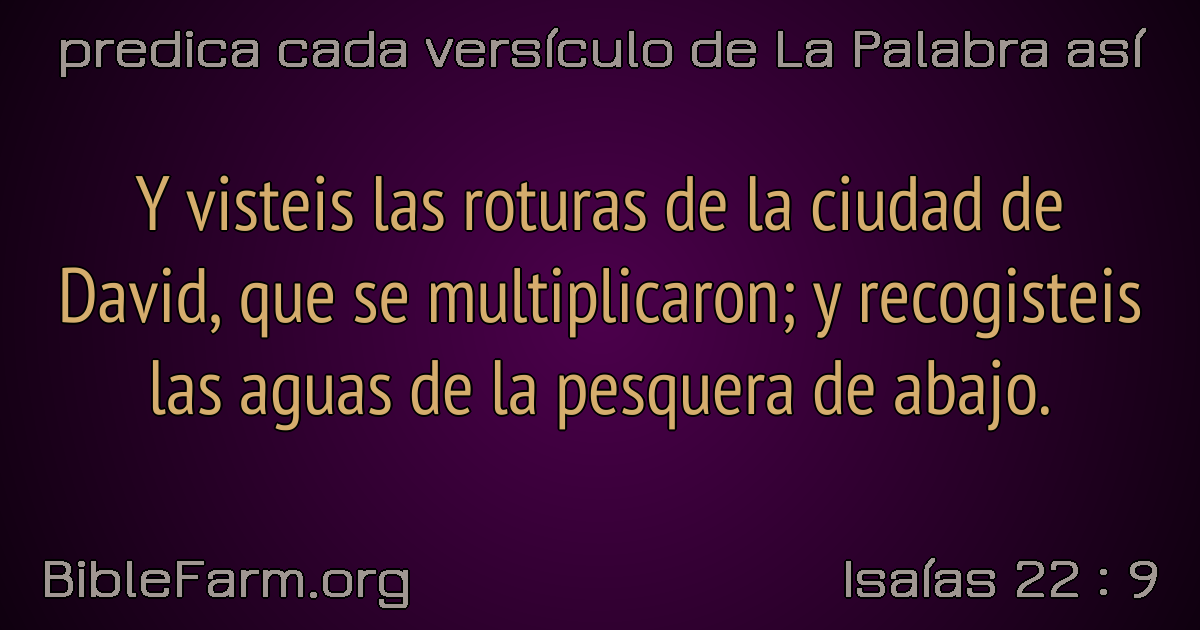 predica cada versículo de La Palabra así
Y visteis las roturas de la ciudad de
David, que se multiplicaron; y recogisteis
las aguas de la pesquera de abajo.
BibleFarm.org
Isaías 22 : 9